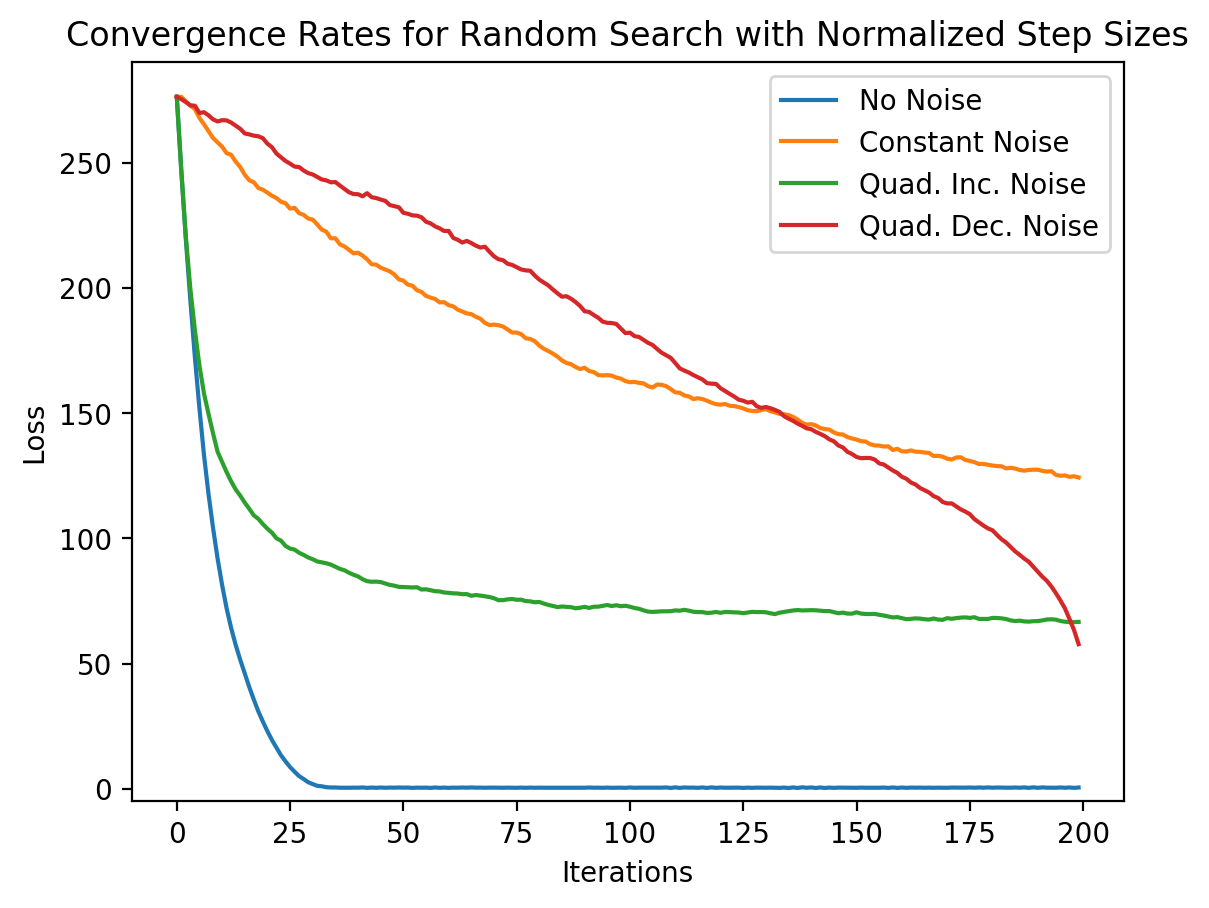 Convergence Rates for Random Search with Normalized Step Sizes
No Noise
Constant Noise
Quad. Inc. Noise
Quad. Dec. Noise
Loss
250
200
150
100
50
0
0 25 50 75 100 125 150 175 200
Iterations